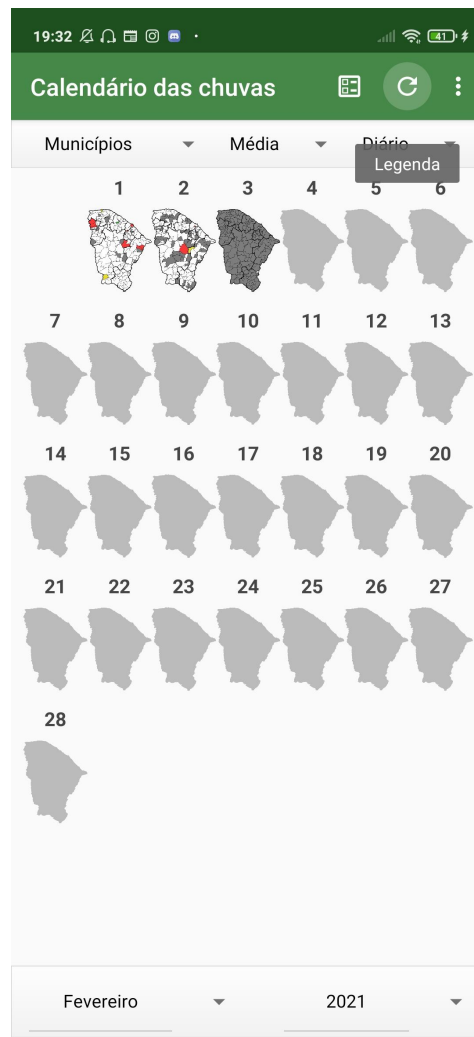 19:32
41
Calendário das chuvas
Municípios Média Diário
Legenda
1 2 3 4 5 6
7 8 9 10 11 12 13
14 15 16 17 18 19 20
21 22 23 24 25 26 27
28
Fevereiro 2021